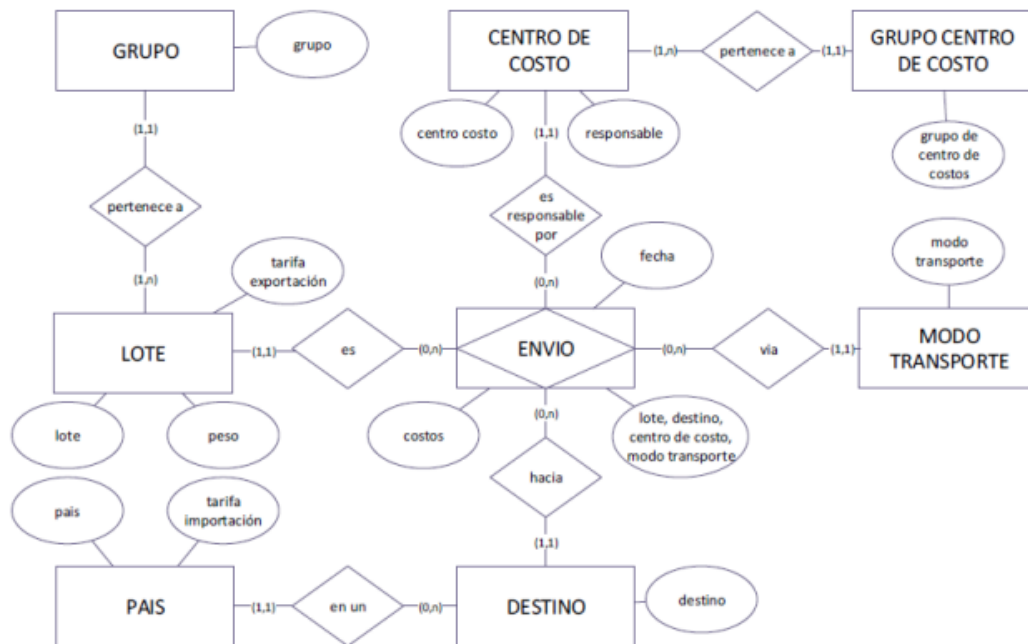 GRUPO
grupo
CENTRO DE
COSTO
(1,n)
pertenece a
(1,1)
GRUPO CENTRO
DE COSTO
centro costo
(1,1)
responsable
grupo de
centro de
costos
(1,1)
pertenece a
(1,n)
es
responsable
por
(0,n)
tarifa
exportación
fecha
modo
transporte
LOTE
(1,1)
es
(0,n)
ENVIO
(0,n)
via
(1,1)
MODO
TRANSPORTE
lote
peso
costos
(0,n)
lote, destino,
centro de costo,
modo transporte
hacia
(1,1)
pais
tarifa
importación
PAIS
(1,1)
en un
(0,n)
DESTINO
destino